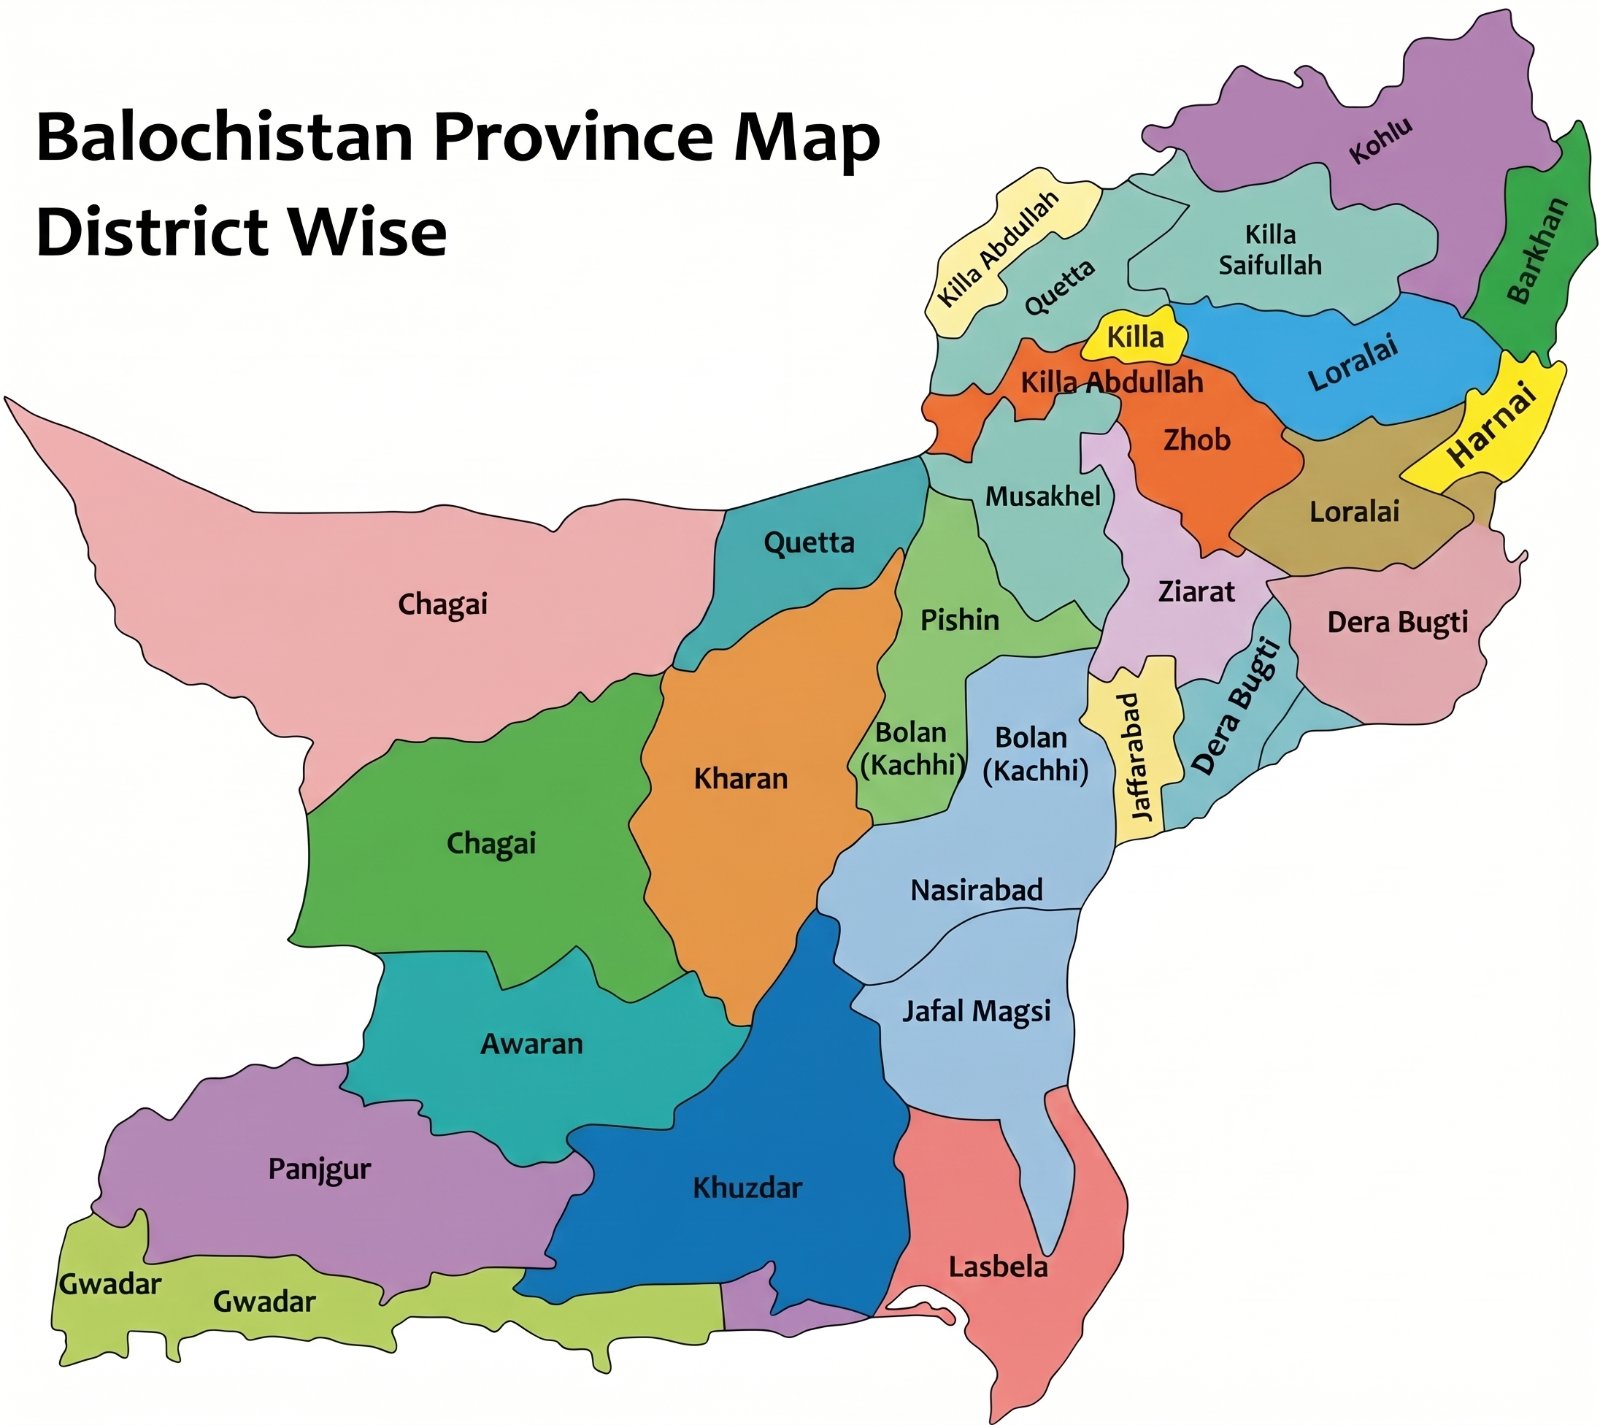 Balochistan Province Map
District Wise
Kohlu
Killa Abdullah
Quetta
Killa
Saifullah
Barkhan
Killa
Loralai
Killa Abdullah
Harnai
Zhob
Musakhel
Loralai
Quetta
Chagai
Ziarat
Pishin
Dera Bugti
Dera Bugti
Bolan
(Kachhi)
Bolan
(Kachhi)
Jaffarabad
Kharan
Chagai
Nasirabad
Jafal Magsi
Awaran
Panjgur
Khuzdar
Lasbela
Gwadar
Gwadar